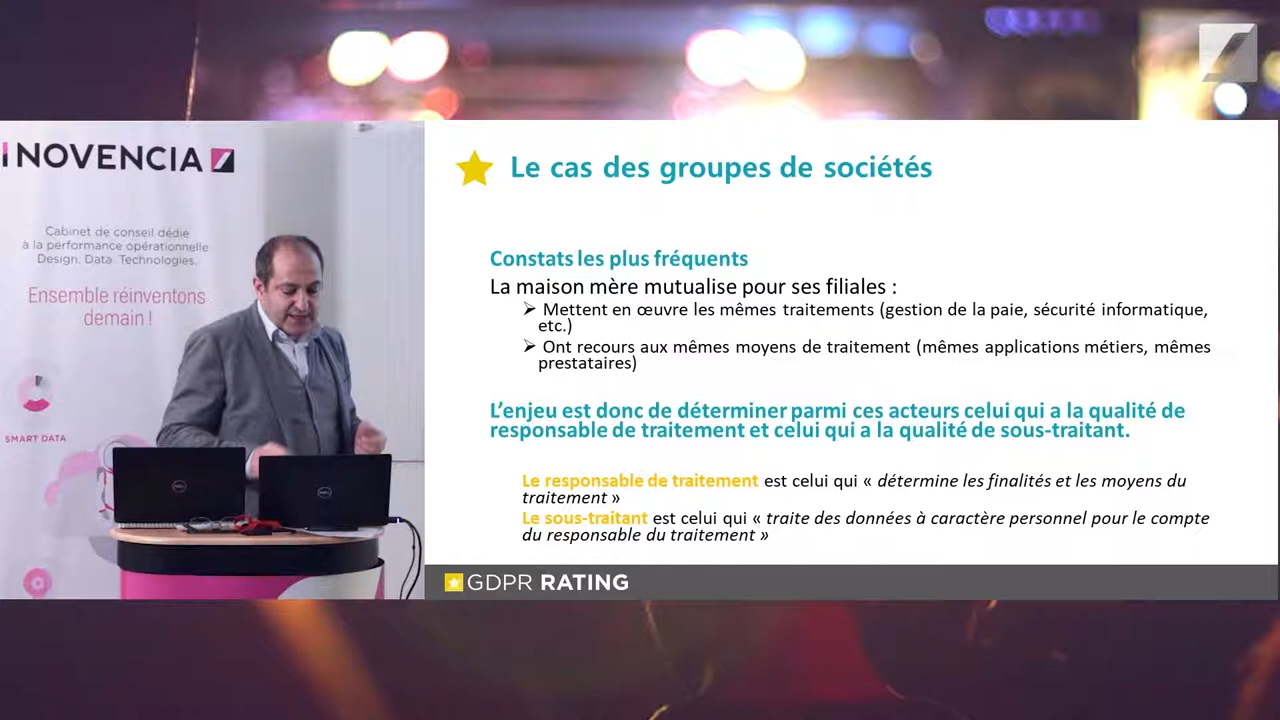 INOVENCIA
Cabinet de conseil dédie
à la performance opérationnelle
Design. Data. Technologies.
Ensemble réinventons
demain !
SMART DATA
DELL
DELL
Le cas des groupes de sociétés
Constats les plus fréquents
La maison mère mutualise pour ses filiales :
➢ Mettent en œuvre les mêmes traitements (gestion de la paie, sécurité informatique,
etc.)
➢ Ont recours aux mêmes moyens de traitement (mêmes applications métiers, mêmes
prestataires)
L'enjeu est donc de déterminer parmi ces acteurs celui qui a la qualité de
responsable de traitement et celui qui a la qualité de sous-traitant.
Le responsable de traitement est celui qui « détermine les finalités et les moyens du
traitement »
Le sous-traitant est celui qui « traite des données à caractère personnel pour le compte
du responsable du traitement »
GDPR RATING